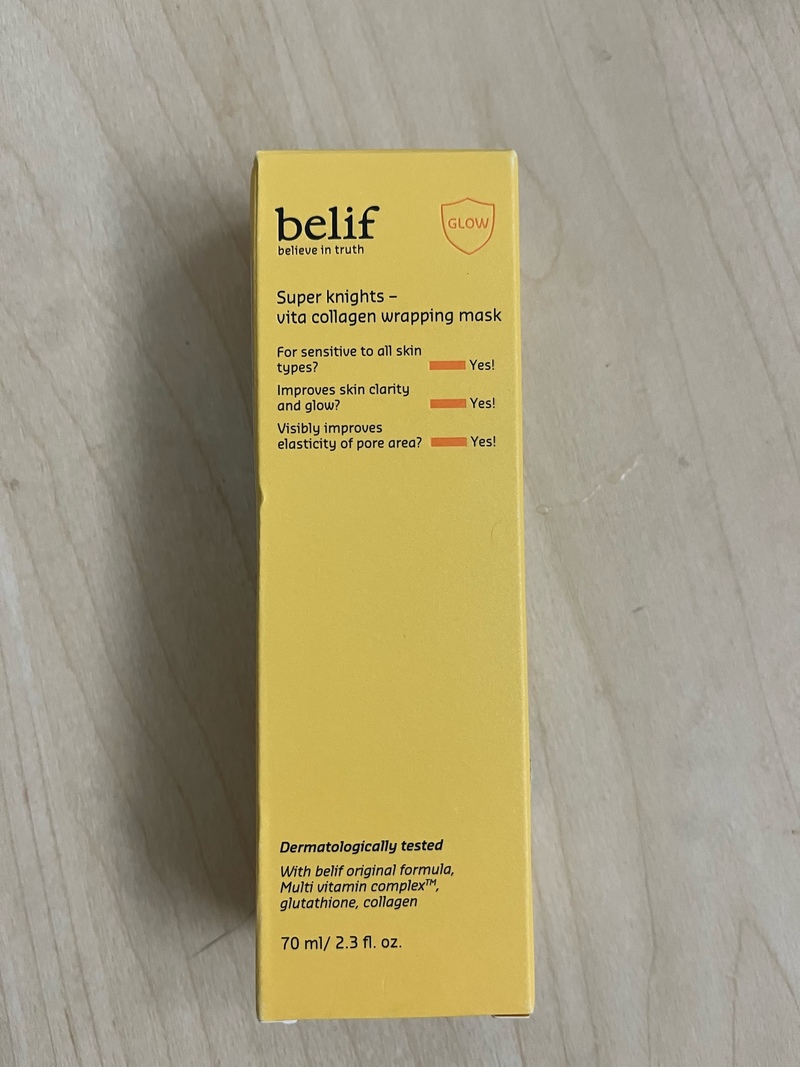 belif
believe in truth
GLOW
Super knights –
vita collagen wrapping mask
For sensitive to all skin
types? Yes!
Improves skin clarity
and glow? Yes!
Visibly improves
elasticity of pore area? Yes!
Dermatologically tested
With belif original formula,
Multi vitamin complex™,
glutathione, collagen
70 ml/ 2.3 fl. oz.